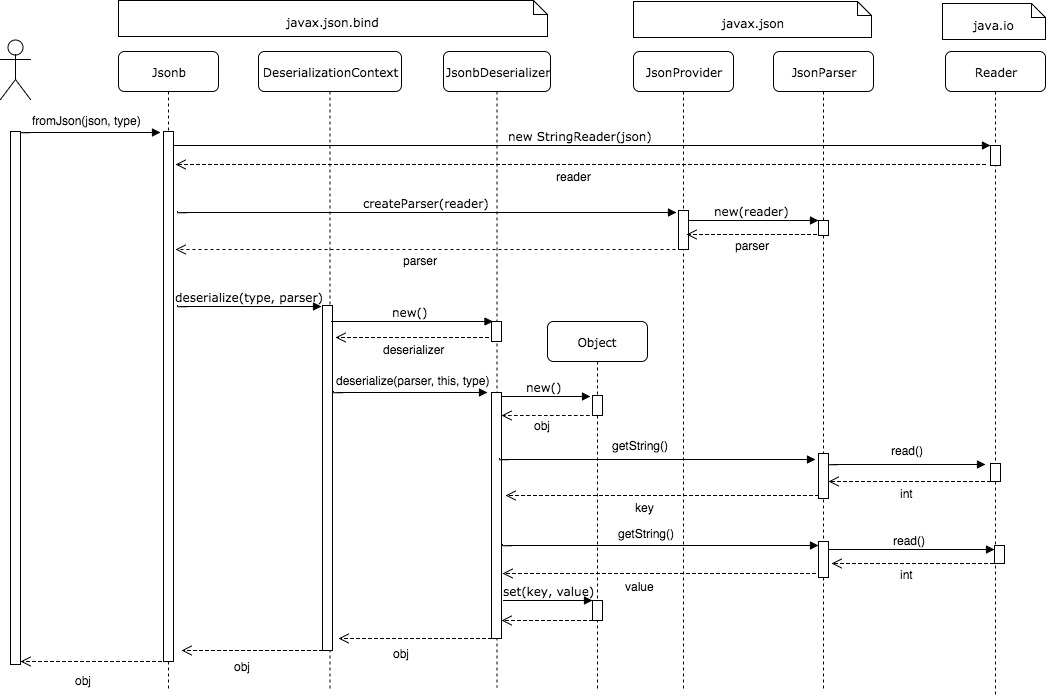 javax.json.bind
javax.json
java.io
Jsonb
DeserializationContext
JsonbDeserializer
JsonProvider
JsonParser
Reader
fromJson(json, type)
new StringReader(json)
reader
createParser(reader)
new(reader)
parser
parser
deserialize(type, parser)
new()
deserializer
Object
deserialize(parser, this, type)
new()
obj
getString()
read()
int
key
getString()
read()
int
value
set(key, value)
obj
obj
obj